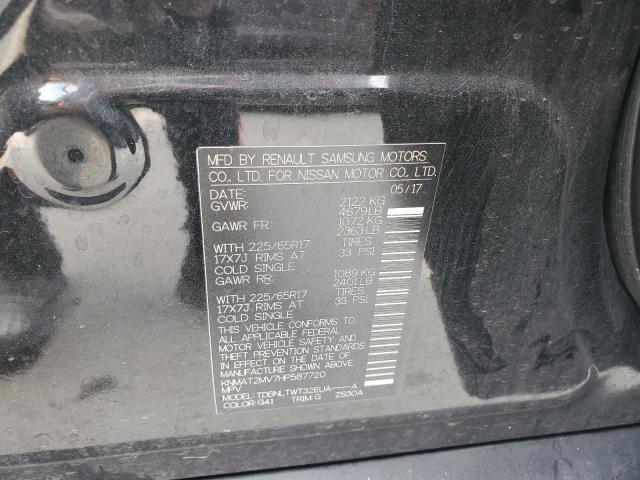 MFD BY RENAULT SAMSUNG MOTORS
CO. LTD. FOR NISSAN MOTOR CO. LTD.
DATE: 05/17
GVWR: 2122 KG
4679LB
GAWR FR: 1072 KG
2363LB
WITH 225/65R17 TIRES
17X7J RIMS AT 33 PSI
COLD SINGLE
GAWR RR: 1089 KG
2401LB
WITH 225/65R17 TIRES
17X7J RIMS AT 33 PSI
COLD SINGLE
THIS VEHICLE CONFORMS TO
ALL APPLICABLE FEDERAL
MOTOR VEHICLE SAFETY AND
THEFT PREVENTION STANDARDS
IN EFFECT ON THE DATE OF
MANUFACTURE SHOWN ABOVE.
KNMAT2MV7HP587720
MPV
MODEL: TDBNLTWT32EUA-----A
COLOR: G41 TRIM: G ZS30A